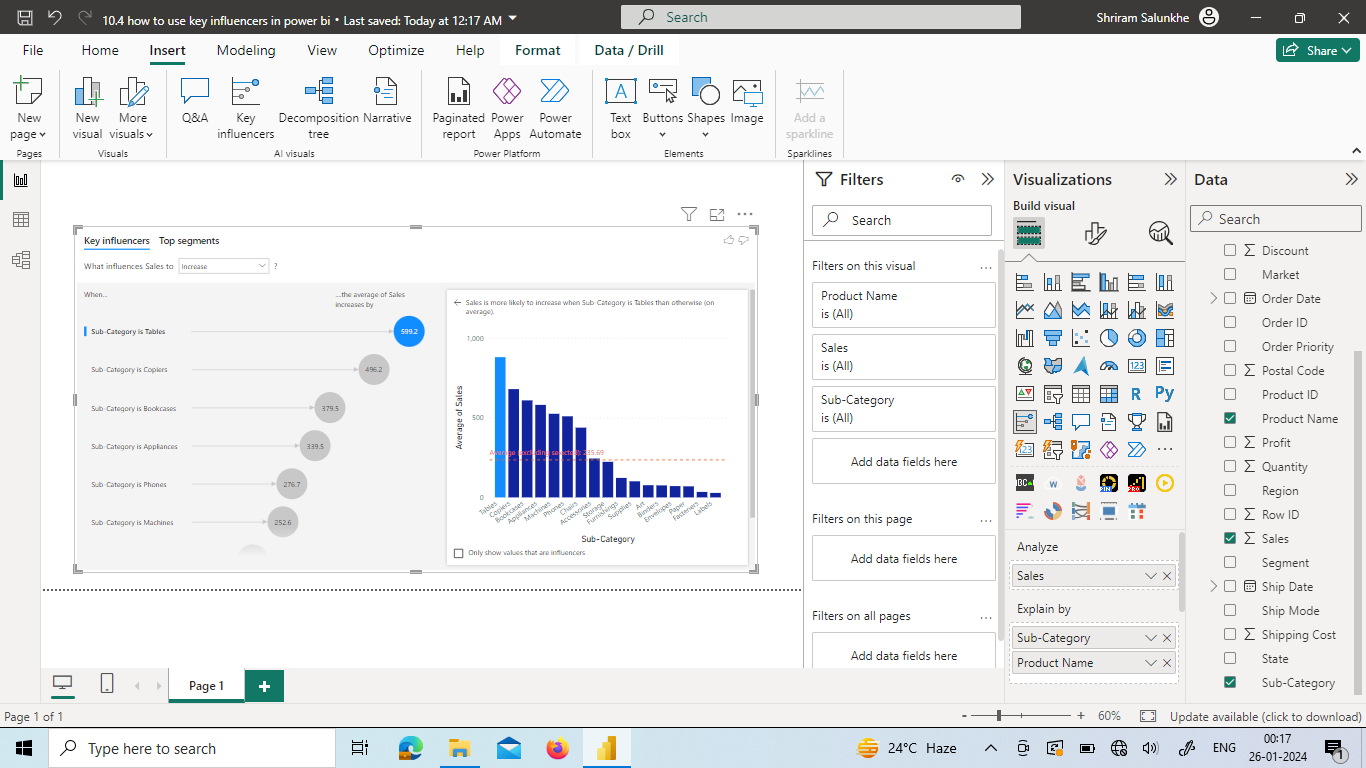 10.4 how to use key influencers in power bi • Last saved: Today at 12:17 AM
Search
Shriram Salunkhe
File
Home
Insert
Modeling
View
Optimize
Help
Format
Data / Drill
Share
New page
New visual
More visuals
Q&A
Key influencers
Decomposition tree
Narrative
Paginated report
Power Apps
Power Automate
Text box
Buttons
Shapes
Image
Add a sparkline
Pages
Visuals
AI visuals
Power Platform
Elements
Sparklines
Key influencers
Top segments
What influences Sales to
Increase
?
When...
...the average of Sales
increases by
Sub-Category is Tables
599.2
Sub-Category is Copiers
496.2
Sub-Category is Bookcases
379.5
Sub-Category is Appliances
339.5
Sub-Category is Phones
276.7
Sub-Category is Machines
252.6
Sales is more likely to increase when Sub-Category is Tables than otherwise (on
average).
1,000
500
0
Average of Sales
Average (excluding selected): 235.69
Tables
Copiers
Bookcases
Appliances
Machines
Phones
Chairs
Accessories
Storage
Furnishings
Supplies
Art
Binders
Envelopes
Paper
Fasteners
Labels
Sub-Category
Only show values that are influencers
Filters
Search
Filters on this visual
...
Product Name
is (All)
Sales
is (All)
Sub-Category
is (All)
Add data fields here
Filters on this page
...
Add data fields here
Filters on all pages
...
Add data fields here
Visualizations
Build visual
123
R
Py
123
PRO
Analyze
Sales
Explain by
Sub-Category
Product Name
Data
Search
Discount
Market
Order Date
Order ID
Order Priority
Postal Code
Product ID
Product Name
Profit
Quantity
Region
Row ID
Sales
Segment
Ship Date
Ship Mode
Shipping Cost
State
Sub-Category
Page 1
+
Page 1 of 1
- + 60%
Update available (click to download)
Type here to search
24°C Haze
ENG
00:17
26-01-2024
1